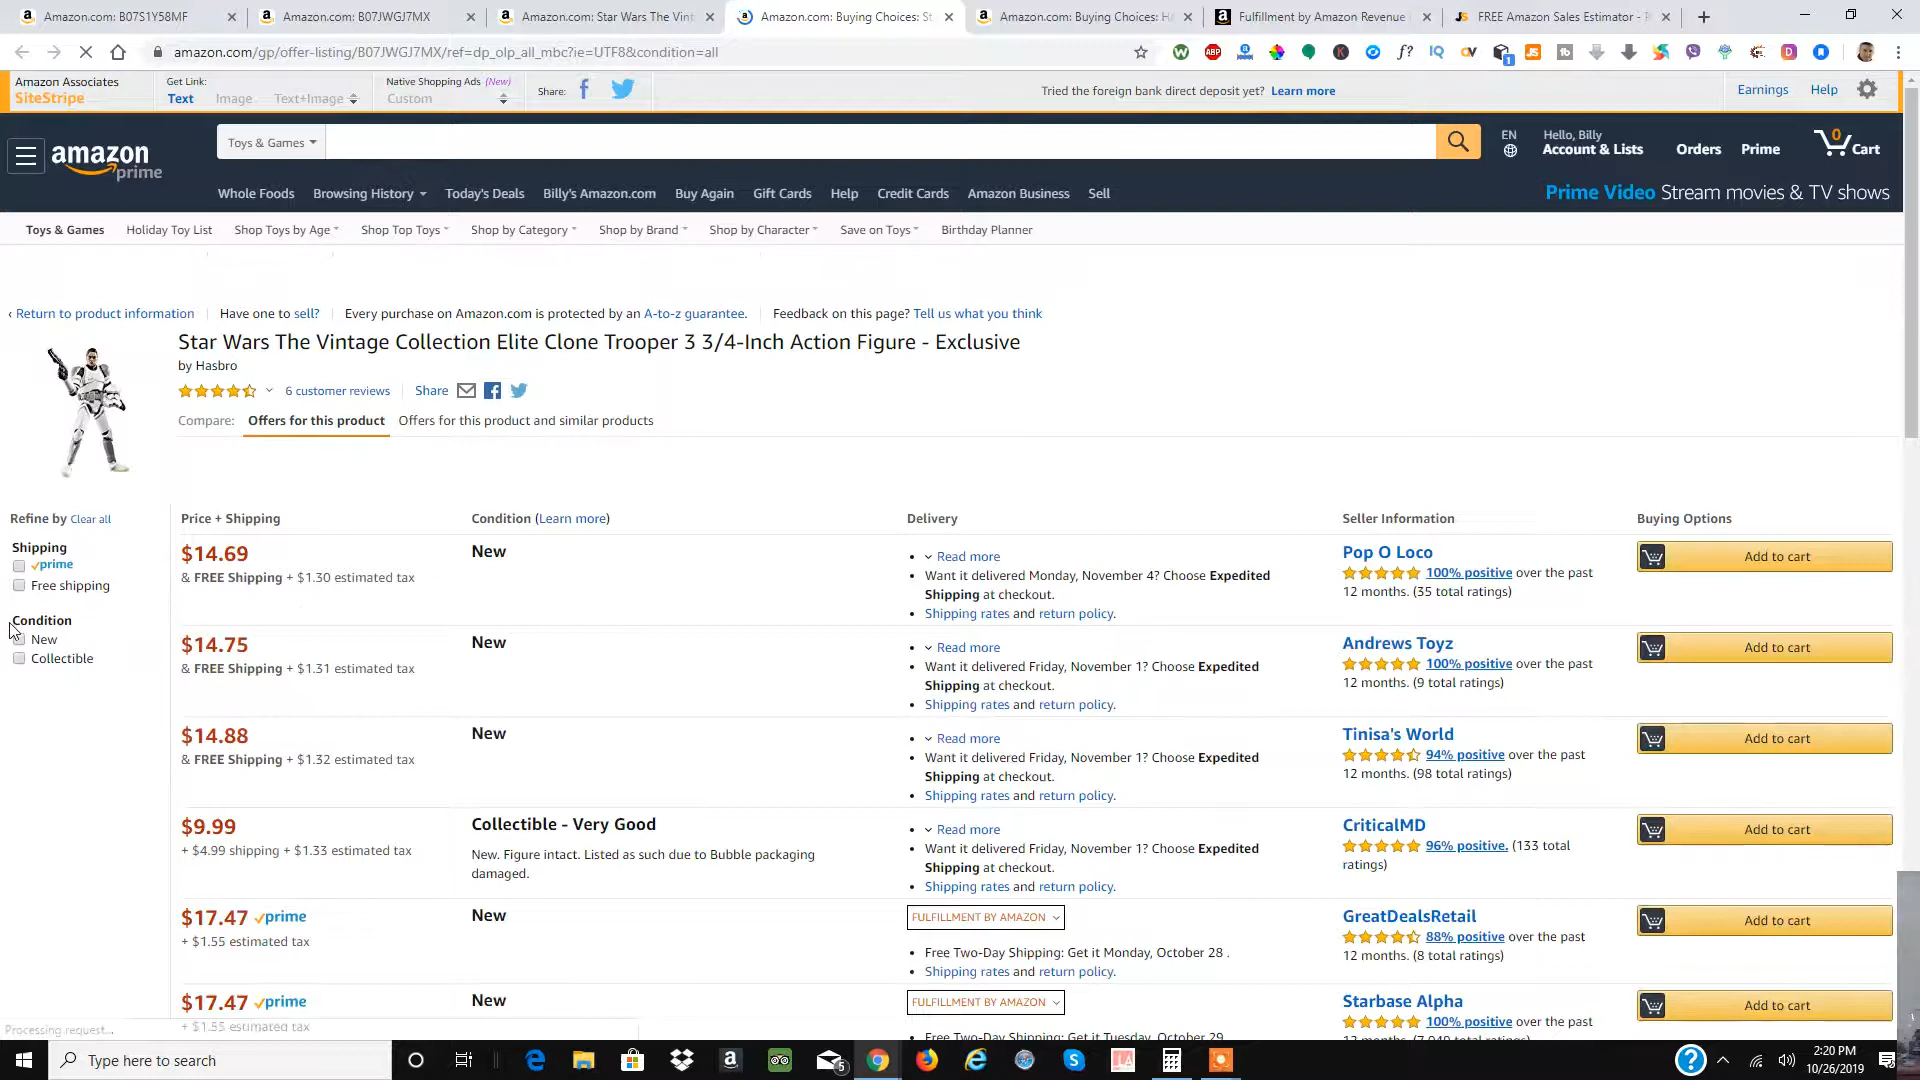 Amazon.com: B07S1Y58MF
Amazon.com: B07JWGJ7MX
Amazon.com: Star Wars The Vint
Amazon.com: Buying Choices: St
Amazon.com: Buying Choices: HA
Fulfillment by Amazon Revenue
FREE Amazon Sales Estimator -
amazon.com/gp/offer-listing/B07JWGJ7MX/ref=dp_olp_all_mbc?ie=UTF8&condition=all
Amazon Associates
SiteStripe
Get Link:
Text Image Text+Image
Native Shopping Ads (New)
Custom
Share:
Tried the foreign bank direct deposit yet? Learn more
Earnings Help
amazon prime
Toys & Games
EN
Hello, Billy
Account & Lists
Orders
Prime
0
Cart
Whole Foods Browsing History Today's Deals Billy's Amazon.com Buy Again Gift Cards Help Credit Cards Amazon Business Sell
Prime Video Stream movies & TV shows
Toys & Games Holiday Toy List Shop Toys by Age Shop Top Toys Shop by Category Shop by Brand Shop by Character Save on Toys Birthday Planner
‹ Return to product information Have one to sell? Every purchase on Amazon.com is protected by an A-to-z guarantee. Feedback on this page? Tell us what you think
Star Wars The Vintage Collection Elite Clone Trooper 3 3/4-Inch Action Figure - Exclusive
by Hasbro
6 customer reviews Share
Compare: Offers for this product Offers for this product and similar products
Refine by Clear all
Shipping
prime
Free shipping
Condition
New
Collectible
Price + Shipping Condition (Learn more) Delivery Seller Information Buying Options
$14.69
& FREE Shipping + $1.30 estimated tax
New
Read more
Want it delivered Monday, November 4? Choose Expedited
Shipping at checkout.
Shipping rates and return policy.
Pop O Loco
100% positive over the past
12 months. (35 total ratings)
Add to cart
$14.75
& FREE Shipping + $1.31 estimated tax
New
Read more
Want it delivered Friday, November 1? Choose Expedited
Shipping at checkout.
Shipping rates and return policy.
Andrews Toyz
100% positive over the past
12 months. (9 total ratings)
Add to cart
$14.88
& FREE Shipping + $1.32 estimated tax
New
Read more
Want it delivered Friday, November 1? Choose Expedited
Shipping at checkout.
Shipping rates and return policy.
Tinisa's World
94% positive over the past
12 months. (98 total ratings)
Add to cart
$9.99
+ $4.99 shipping + $1.33 estimated tax
Collectible - Very Good
New. Figure intact. Listed as such due to Bubble packaging
damaged.
Read more
Want it delivered Friday, November 1? Choose Expedited
Shipping at checkout.
Shipping rates and return policy.
CriticalMD
96% positive. (133 total
ratings)
Add to cart
$17.47 prime
+ $1.55 estimated tax
New
FULFILLMENT BY AMAZON
Free Two-Day Shipping: Get it Monday, October 28 .
Shipping rates and return policy.
GreatDealsRetail
88% positive over the past
12 months. (8 total ratings)
Add to cart
$17.47 prime
+ $1.55 estimated tax
New
FULFILLMENT BY AMAZON
Free Two-Day Shipping: Get it Tuesday, October 29
Starbase Alpha
100% positive over the past
Add to cart
Processing request...
Type here to search
2:20 PM
10/26/2019